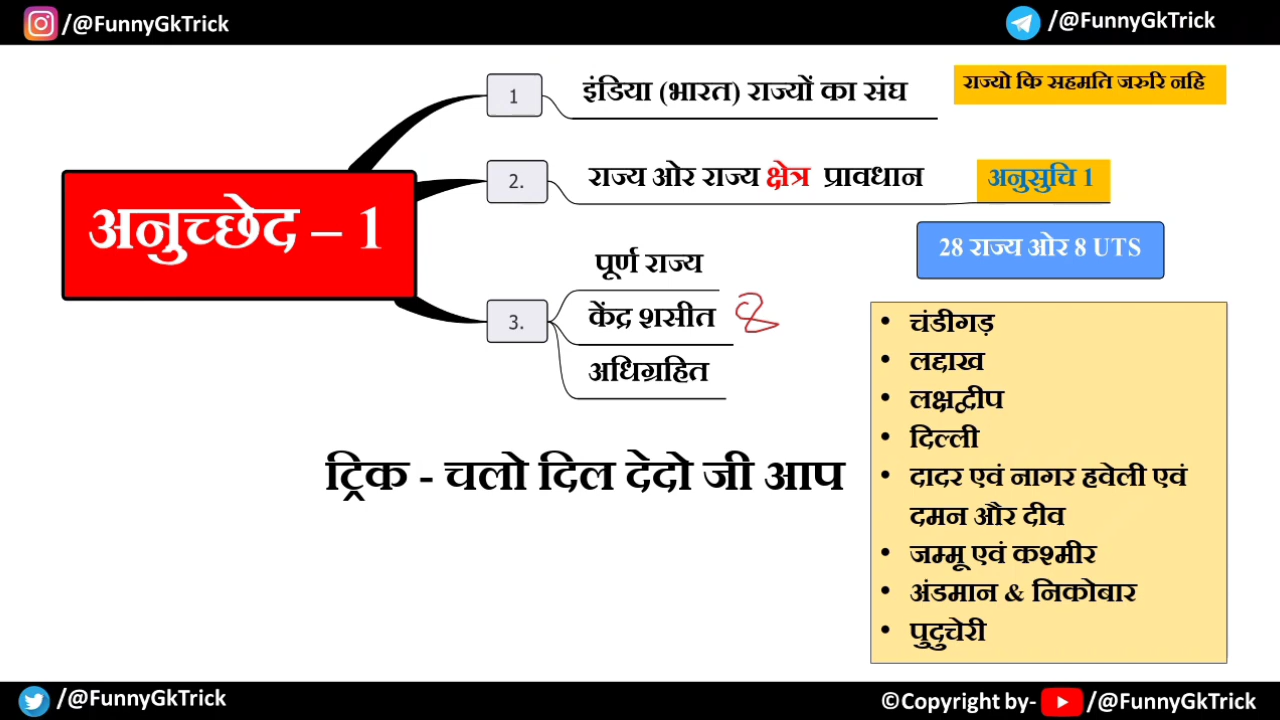 /@FunnyGkTrick
/@FunnyGkTrick
1
इंडिया (भारत) राज्यों का संघ
राज्यो कि सहमति जरुरि नहि
अनुच्छेद – 1
2.
राज्य ओर राज्य क्षेत्र प्रावधान
अनुसुचि 1
28 राज्य ओर 8 UTS
3.
पूर्ण राज्य
केंद्र शसीत 8
अधिग्रहित
ट्रिक - चलो दिल देदो जी आप
• चंडीगड़
• लद्दाख
• लक्षद्वीप
• दिल्ली
• दादर एवं नागर हवेली एवं
दमन और दीव
• जम्मू एवं कश्मीर
• अंडमान & निकोबार
• पुदुचेरी
/@FunnyGkTrick
©Copyright by- /@FunnyGkTrick